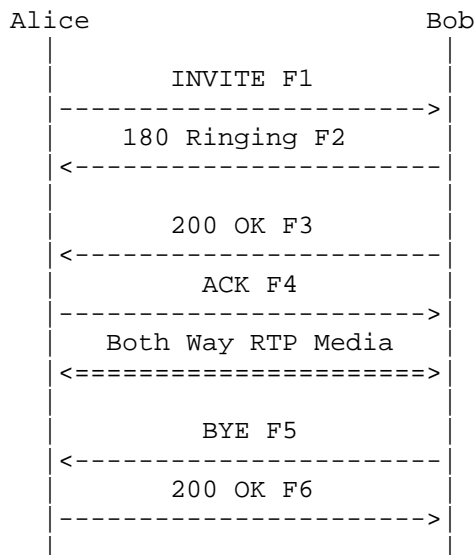 Alice Bob
INVITE F1
180 Ringing F2
200 OK F3
ACK F4
Both Way RTP Media
BYE F5
200 OK F6